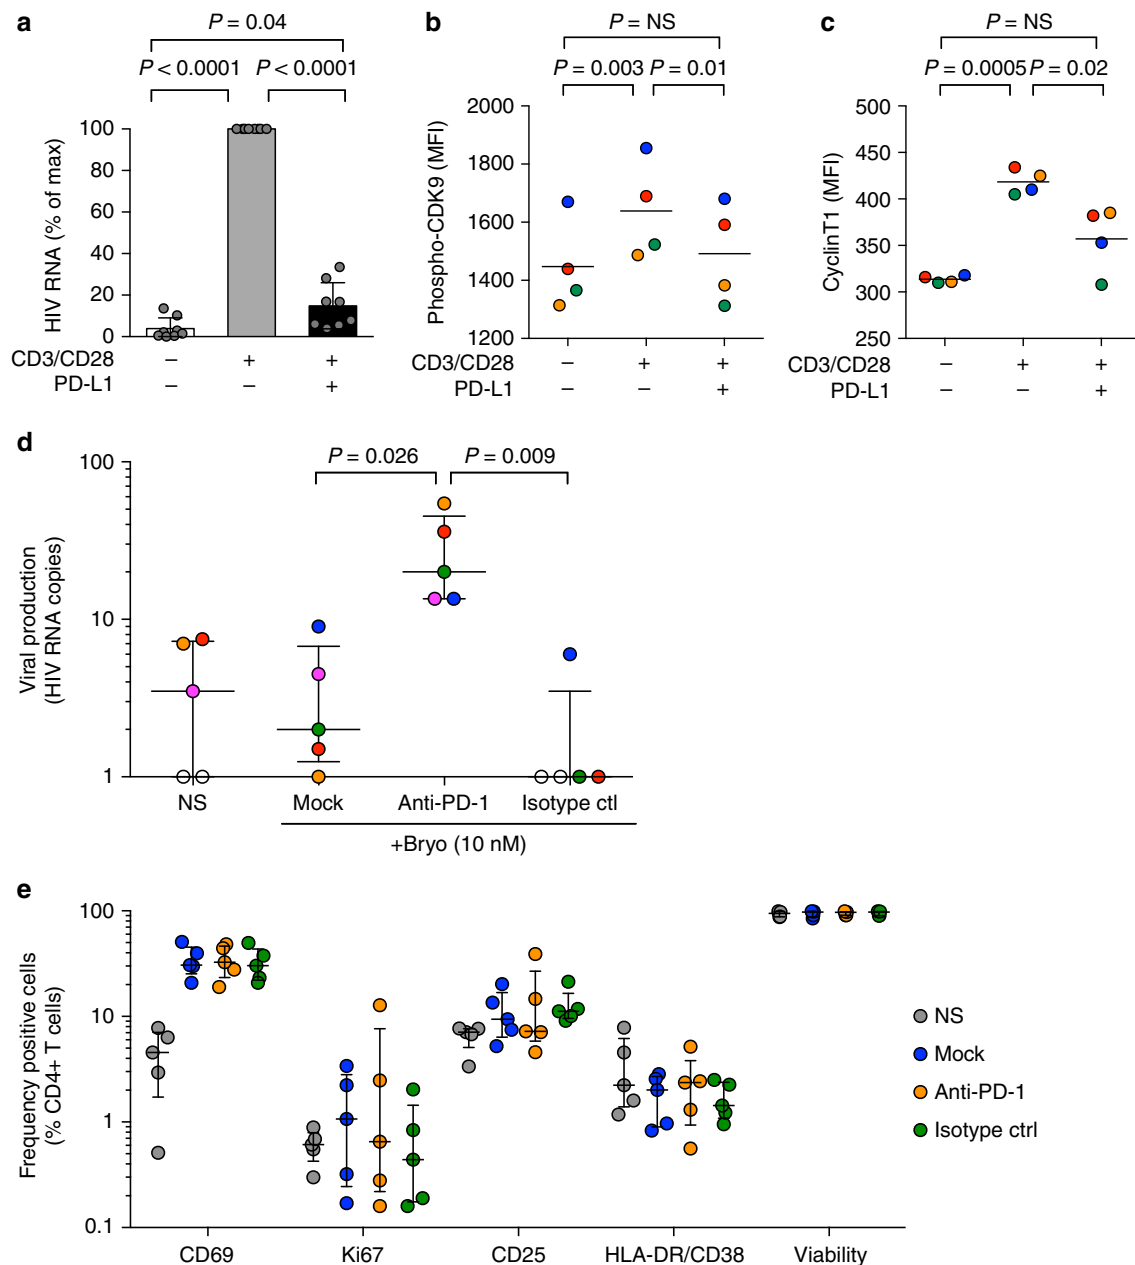 a
P = 0.04
P < 0.0001 P < 0.0001
HIV RNA (% of max)
100
80
60
40
20
0
CD3/CD28 – + +
PD-L1 – – +
b
P = NS
P = 0.003 P = 0.01
Phospho-CDK9 (MFI)
2000
1800
1600
1400
1200
CD3/CD28 – + +
PD-L1 – – +
c
P = NS
P = 0.0005 P = 0.02
CyclinT1 (MFI)
500
450
400
350
300
250
CD3/CD28 – + +
PD-L1 – – +
d
P = 0.026 P = 0.009
Viral production
(HIV RNA copies)
100
10
1
NS Mock Anti-PD-1 Isotype ctl
+Bryo (10 nM)
e
Frequency positive cells
(% CD4+ T cells)
100
10
1
0.1
CD69 Ki67 CD25 HLA-DR/CD38 Viability
NS
Mock
Anti-PD-1
Isotype ctrl